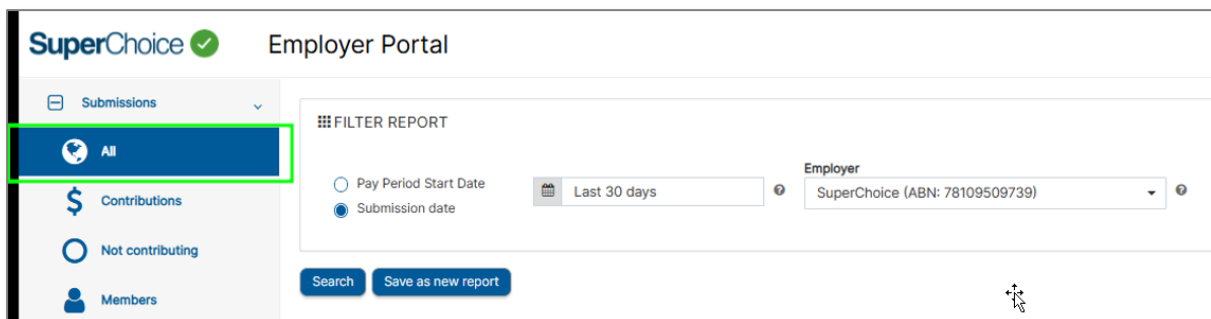 SuperChoice
Employer Portal
Submissions
All
Contributions
Not contributing
Members
FILTER REPORT
Pay Period Start Date
Submission date
Last 30 days
Employer
SuperChoice (ABN: 78109509739)
Search
Save as new report